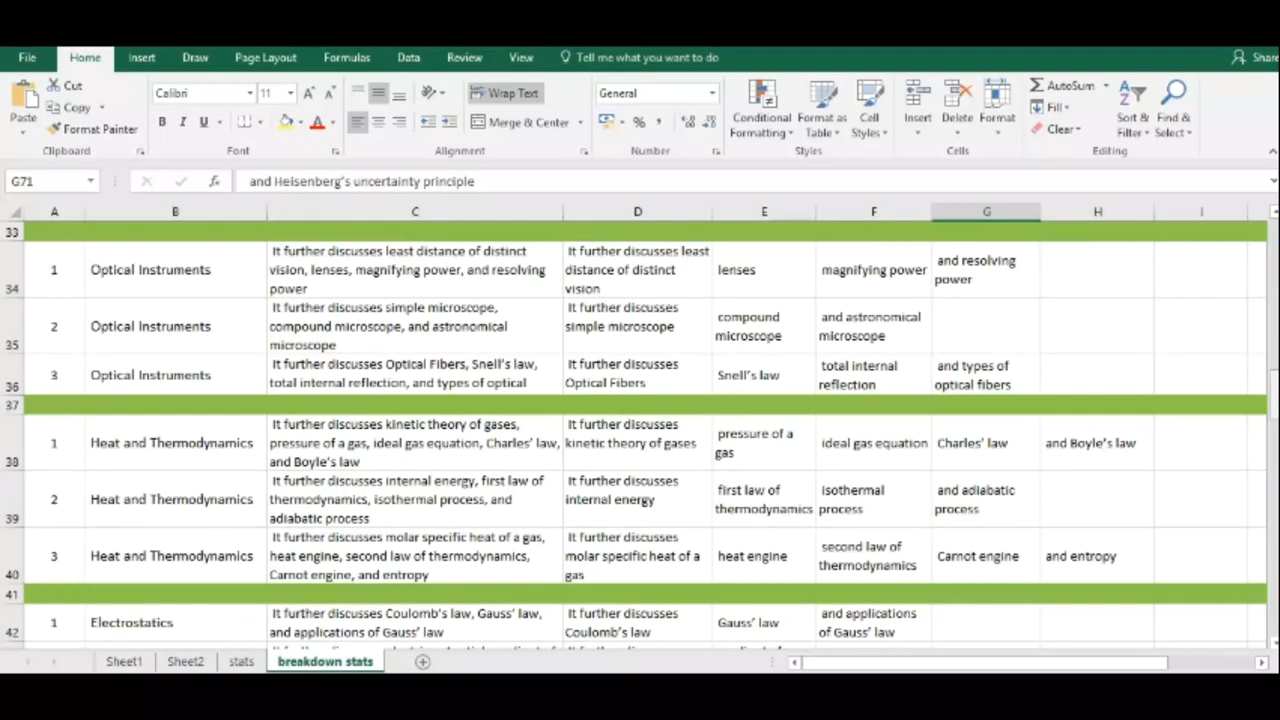 File Home Insert Draw Page Layout Formulas Data Review View Tell me what you want to do Share
Cut
Copy
Format Painter
Paste
Calibri 11
B I U
Wrap Text
Merge & Center
General
Conditional Formatting
Format as Table
Cell Styles
Insert Delete Format
AutoSum
Fill
Clear
Sort & Filter
Find & Select
Clipboard Font Alignment Number Styles Cells Editing
G71 fx and Heisenberg's uncertainty principle
A B C D E F G H I
33
34 1 Optical Instruments It further discusses least distance of distinct vision, lenses, magnifying power, and resolving power It further discusses least distance of distinct vision lenses magnifying power and resolving power
35 2 Optical Instruments It further discusses simple microscope, compound microscope, and astronomical microscope It further discusses simple microscope compound microscope and astronomical microscope
36 3 Optical Instruments It further discusses Optical Fibers, Snell's law, total internal reflection, and types of optical It further discusses Optical Fibers Snell's law total internal reflection and types of optical fibers
37
38 1 Heat and Thermodynamics It further discusses kinetic theory of gases, pressure of a gas, ideal gas equation, Charles' law, and Boyle's law It further discusses kinetic theory of gases pressure of a gas ideal gas equation Charles' law and Boyle's law
39 2 Heat and Thermodynamics It further discusses internal energy, first law of thermodynamics, isothermal process, and adiabatic process It further discusses internal energy first law of thermodynamics isothermal process and adiabatic process
40 3 Heat and Thermodynamics It further discusses molar specific heat of a gas, heat engine, second law of thermodynamics, Carnot engine, and entropy It further discusses molar specific heat of a gas heat engine second law of thermodynamics Carnot engine and entropy
41
42 1 Electrostatics It further discusses Coulomb's law, Gauss' law, and applications of Gauss' law It further discusses Coulomb's law Gauss' law and applications of Gauss' law
Sheet1 Sheet2 stats breakdown stats